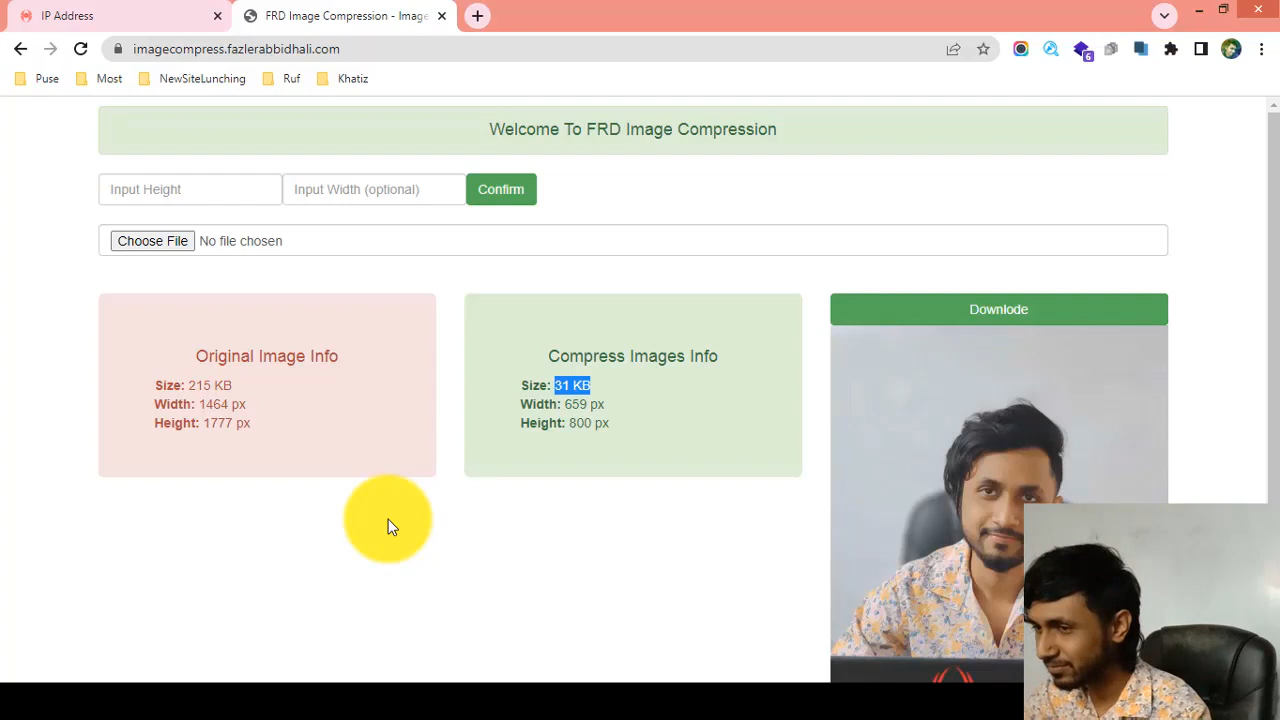 IP Address
FRD Image Compression - Image
imagecompress.fazlerabbidhali.com
6
Puse
Most
NewSiteLunching
Ruf
Khatiz
Welcome To FRD Image Compression
Input Height
Input Width (optional)
Confirm
Choose File
No file chosen
Original Image Info
Size: 215 KB
Width: 1464 px
Height: 1777 px
Compress Images Info
Size: 31 KB
Width: 659 px
Height: 800 px
Downlode